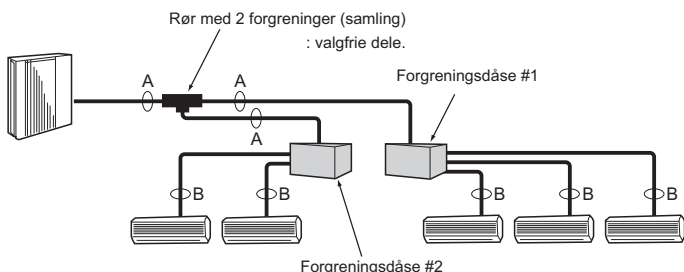 Rør med 2 forgreninger (samling)
: valgfrie dele.
Forgreningsdåse #1
A
A
A
B
B
B
B
B
Forgreningsdåse #2